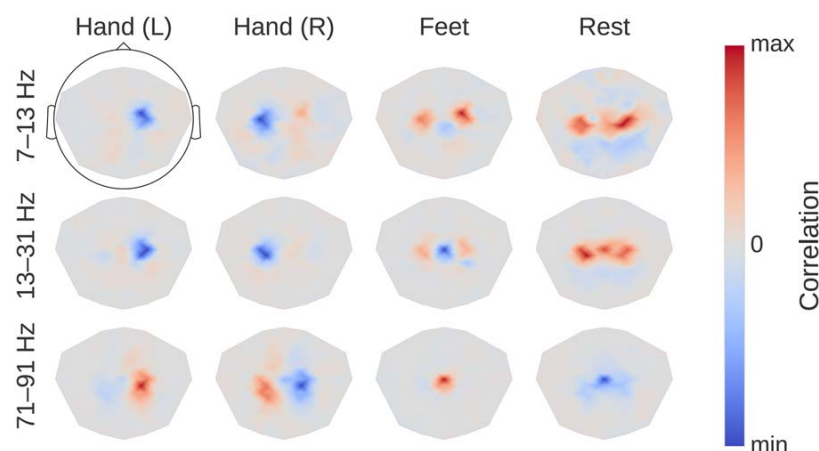 Hand (L) Hand (R) Feet Rest
7–13 Hz
13–31 Hz
71–91 Hz
max
0
min
Correlation